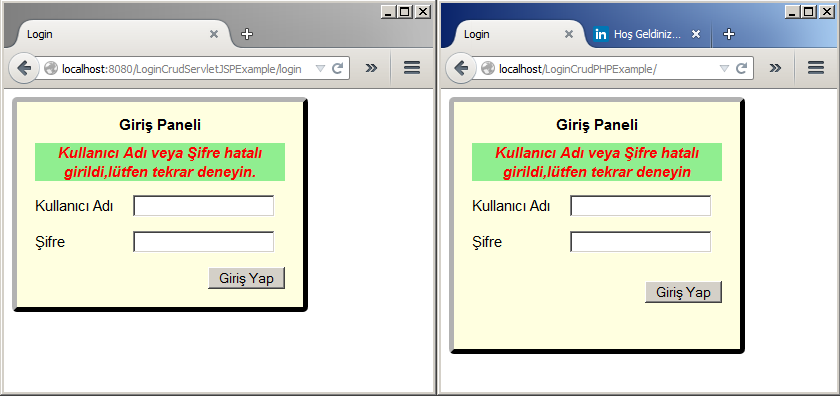 Login
localhost:8080/LoginCrudServletJSPExample/login
Giriş Paneli
Kullanıcı Adı veya Şifre hatalı
girildi,lütfen tekrar deneyin.
Kullanıcı Adı
Şifre
Giriş Yap
Login
in Hoş Geldiniz...
localhost/LoginCrudPHPExample/
Giriş Paneli
Kullanıcı Adı veya Şifre hatalı
girildi,lütfen tekrar deneyin
Kullanıcı Adı
Şifre
Giriş Yap